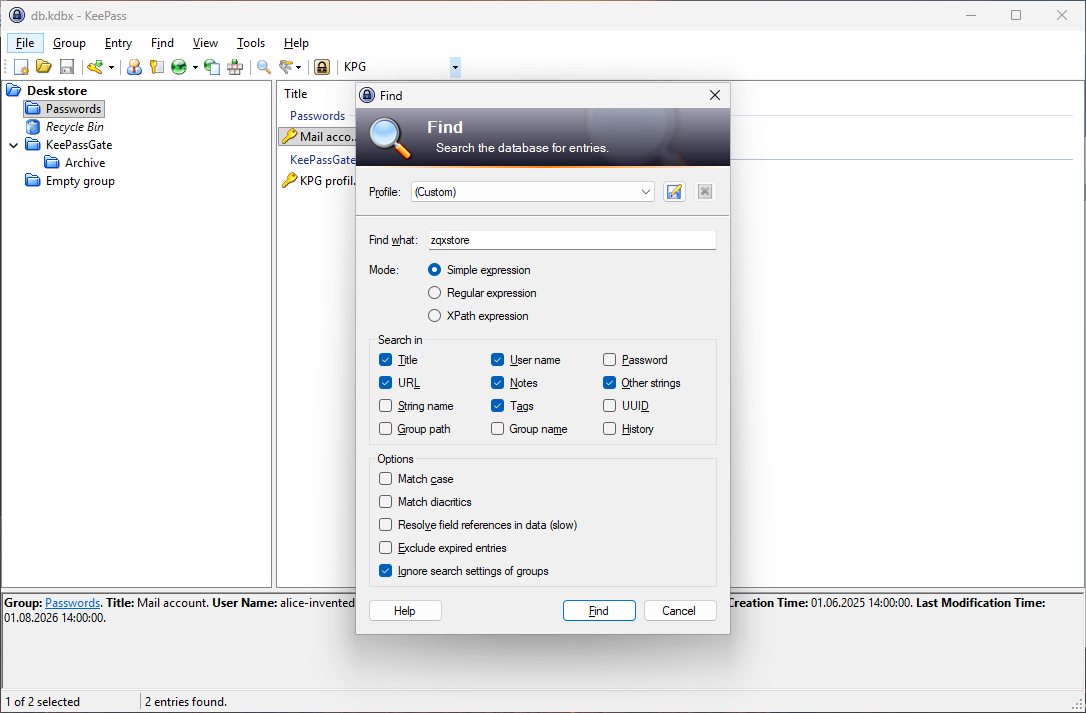 db.kdbx - KeePass
File Group Entry Find View Tools Help
KPG
Desk store
Passwords
Recycle Bin
KeePassGate
Archive
Empty group
Title
Passwords
Mail acco...
KeePassGate
KPG profil...
Find
Find
Search the database for entries.
Profile: (Custom)
Find what: zqxstore
Mode: Simple expression
Regular expression
XPath expression
Search in
Title User name Password
URL Notes Other strings
String name Tags UUID
Group path Group name History
Options
Match case
Match diacritics
Resolve field references in data (slow)
Exclude expired entries
Ignore search settings of groups
Help Find Cancel
Group: Passwords. Title: Mail account. User Name: alice-invented Creation Time: 01.06.2025 14:00:00. Last Modification Time:
01.08.2026 14:00:00.
1 of 2 selected 2 entries found.